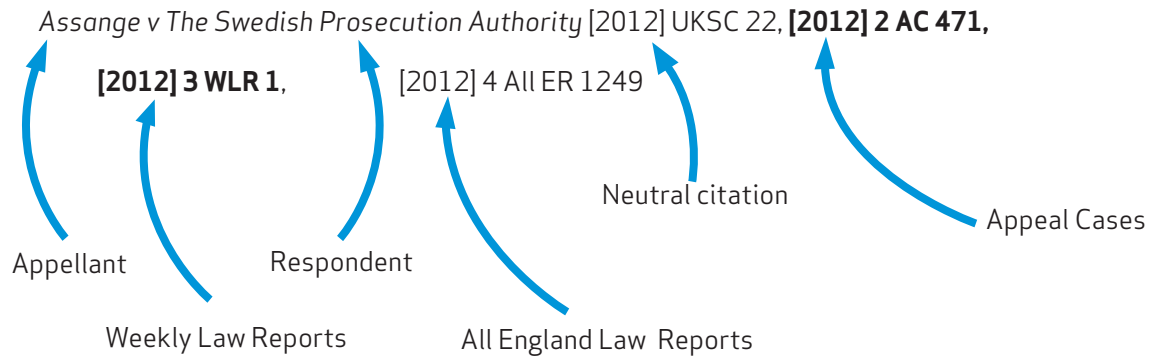 Assange v The Swedish Prosecution Authority [2012] UKSC 22, [2012] 2 AC 471,
[2012] 3 WLR 1, [2012] 4 All ER 1249
Neutral citation
Appeal Cases
Appellant
Respondent
Weekly Law Reports
All England Law Reports